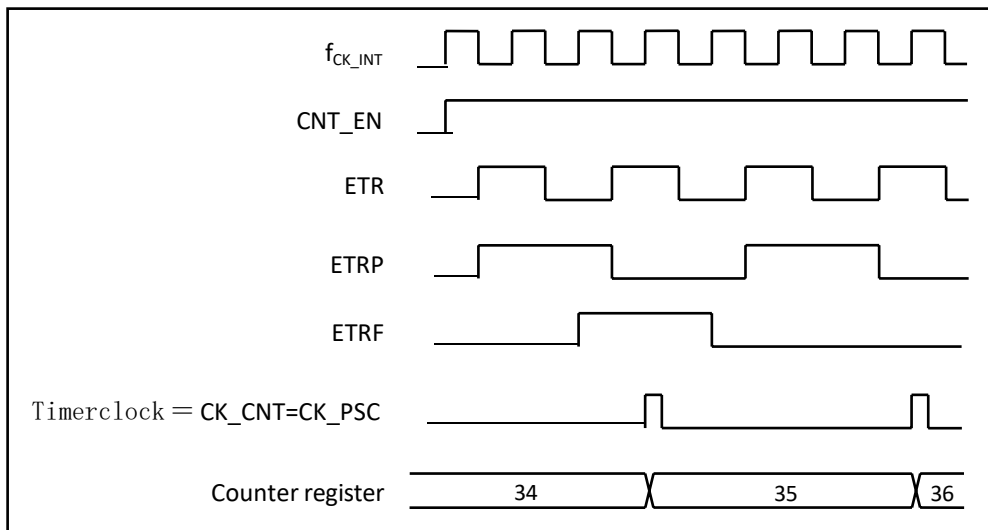 fCK_INT
CNT_EN
ETR
ETRP
ETRF
Timerclock＝CK_CNT=CK_PSC
Counter register 34 35 36